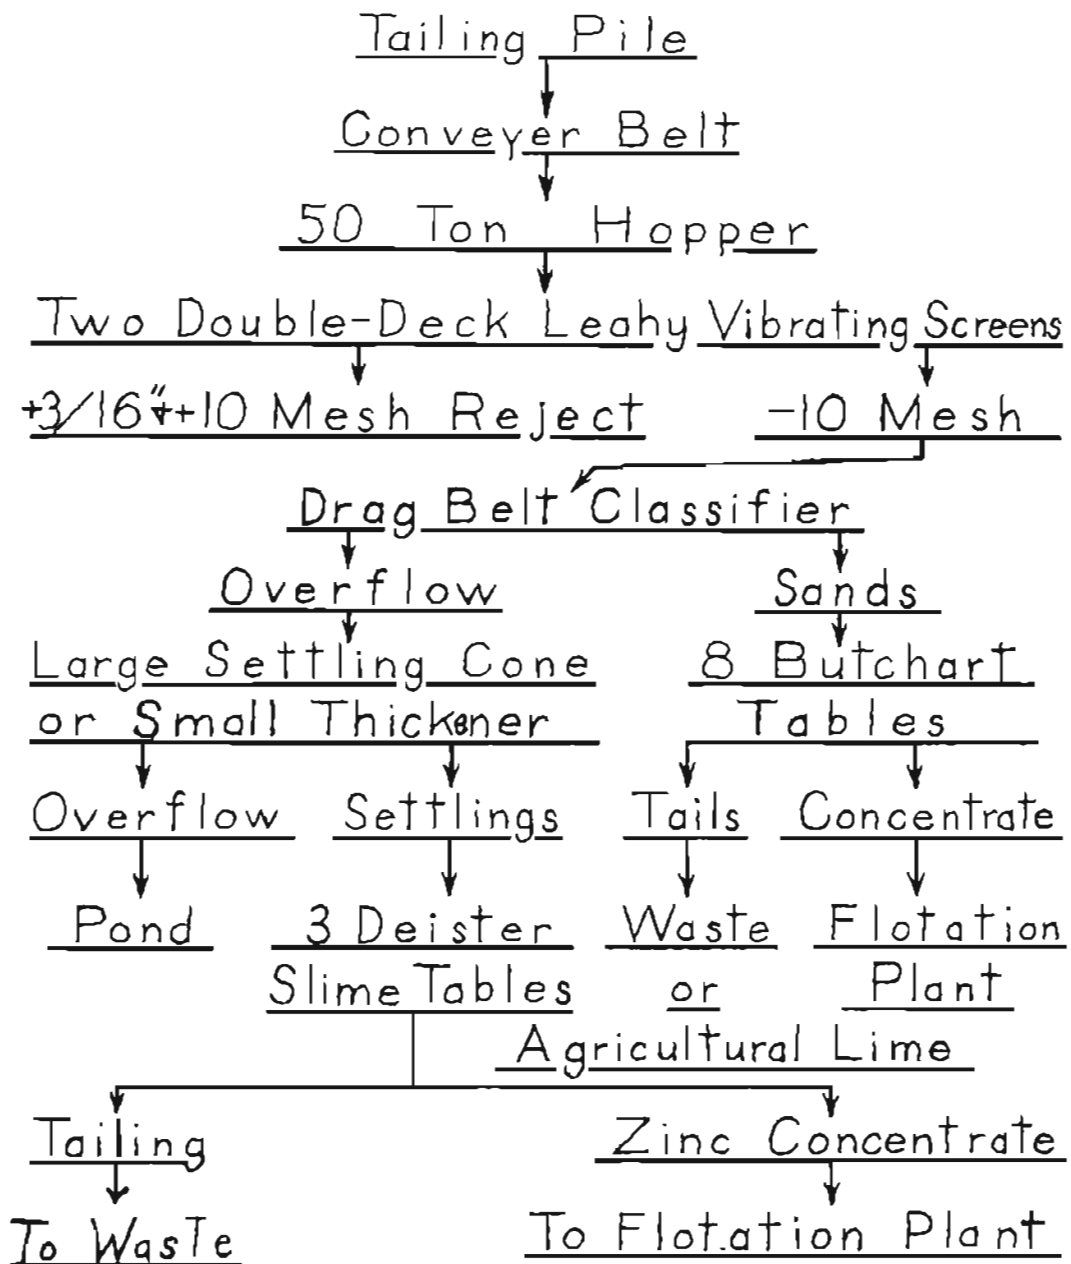 Tailing Pile
Conveyer Belt
50 Ton Hopper
Two Double-Deck Leahy Vibrating Screens
+3/16"++10 Mesh Reject
-10 Mesh
Drag Belt Classifier
Overflow
Sands
Large Settling Cone
or Small Thickener
8 Butchart
Tables
Overflow
Settlings
Tails
Concentrate
Pond
3 Deister
Slime Tables
Waste
or
Agricultural Lime
Flotation
Plant
Tailing
Zinc Concentrate
To Waste
To Flotation Plant